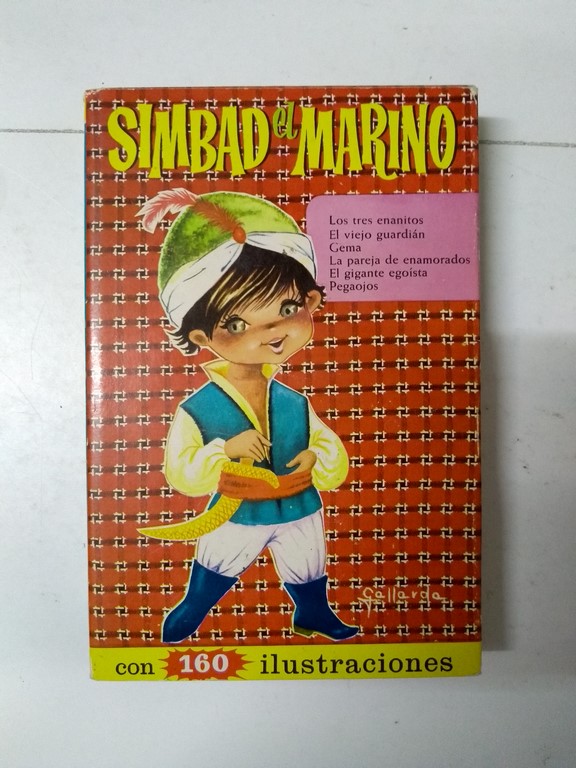 SIMBAD el MARINO
Los tres enanitos
El viejo guardián
Gema
La pareja de enamorados
El gigante egoísta
Pegaojos
Gallarda
con 160 ilustraciones